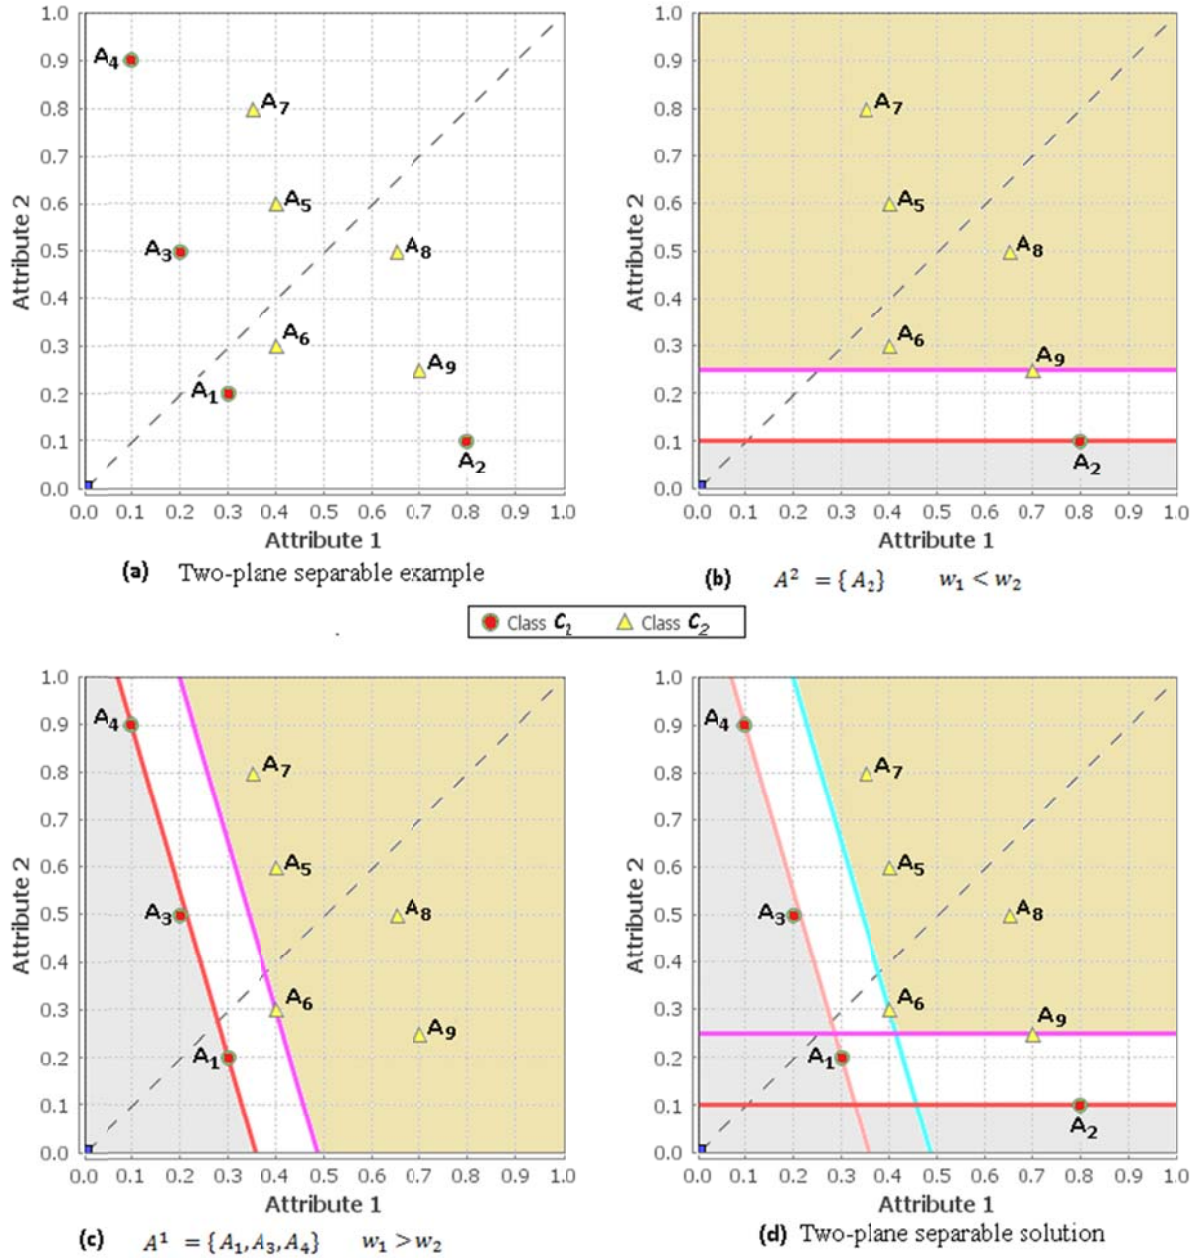 1.0
0.9
0.8
0.7
0.6
0.5
0.4
0.3
0.2
0.1
0.0
Attribute 2
A4
A7
A5
A3
A8
A6
A9
A1
A2
0.0 0.1 0.2 0.3 0.4 0.5 0.6 0.7 0.8 0.9 1.0
Attribute 1
(a) Two-plane separable example
1.0
0.9
0.8
0.7
0.6
0.5
0.4
0.3
0.2
0.1
0.0
Attribute 2
A7
A5
A8
A6
A9
A2
0.0 0.1 0.2 0.3 0.4 0.5 0.6 0.7 0.8 0.9 1.0
Attribute 1
(b) A² = {A₂} w₁ < w₂
Class C₁ Class C₂
1.0
0.9
0.8
0.7
0.6
0.5
0.4
0.3
0.2
0.1
0.0
Attribute 2
A4
A7
A5
A3
A8
A6
A9
A1
0.0 0.1 0.2 0.3 0.4 0.5 0.6 0.7 0.8 0.9 1.0
Attribute 1
(c) A¹ = {A₁,A₃,A₄} w₁ > w₂
1.0
0.9
0.8
0.7
0.6
0.5
0.4
0.3
0.2
0.1
0.0
Attribute 2
A4
A7
A5
A3
A8
A6
A9
A1
A2
0.0 0.1 0.2 0.3 0.4 0.5 0.6 0.7 0.8 0.9 1.0
Attribute 1
(d) Two-plane separable solution